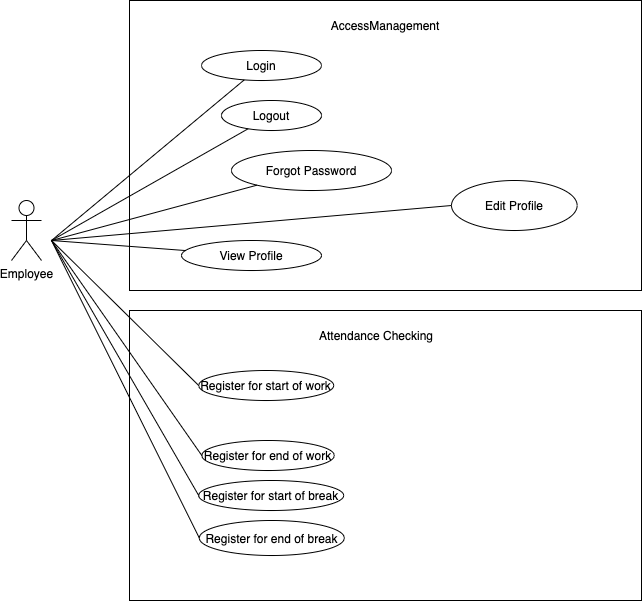 AccessManagement
Login
Logout
Forgot Password
Edit Profile
View Profile
Employee
Attendance Checking
Register for start of work
Register for end of work
Register for start of break
Register for end of break